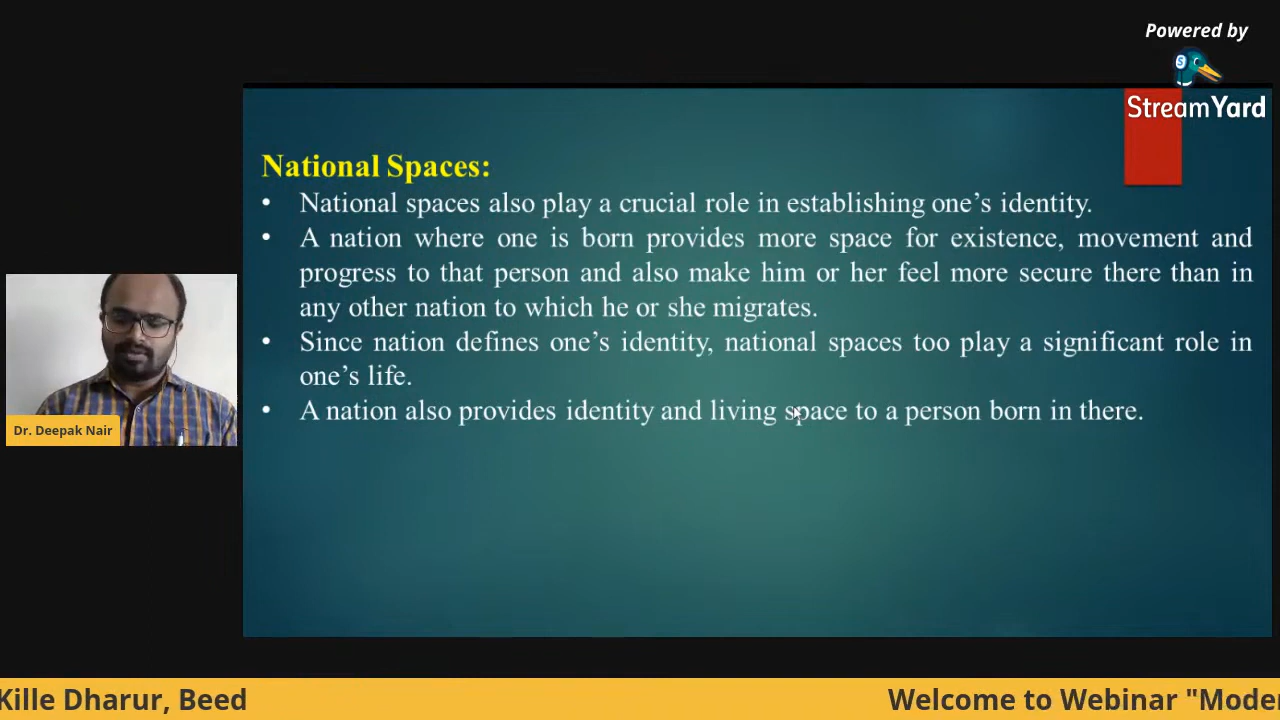 Powered by
StreamYard
National Spaces:
• National spaces also play a crucial role in establishing one’s identity.
• A nation where one is born provides more space for existence, movement and
progress to that person and also make him or her feel more secure there than in
any other nation to which he or she migrates.
• Since nation defines one’s identity, national spaces too play a significant role in
one’s life.
• A nation also provides identity and living space to a person born in there.
Dr. Deepak Nair
Kille Dharur, Beed
Welcome to Webinar "Moder